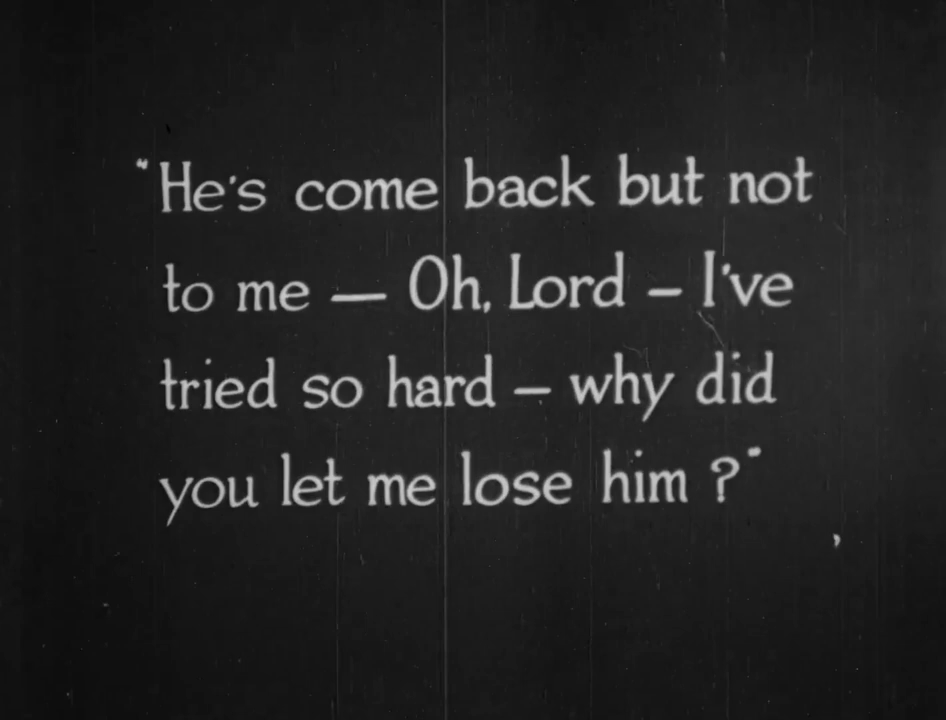 "He's come back but not
to me — Oh, Lord – I've
tried so hard – why did
you let me lose him ?"